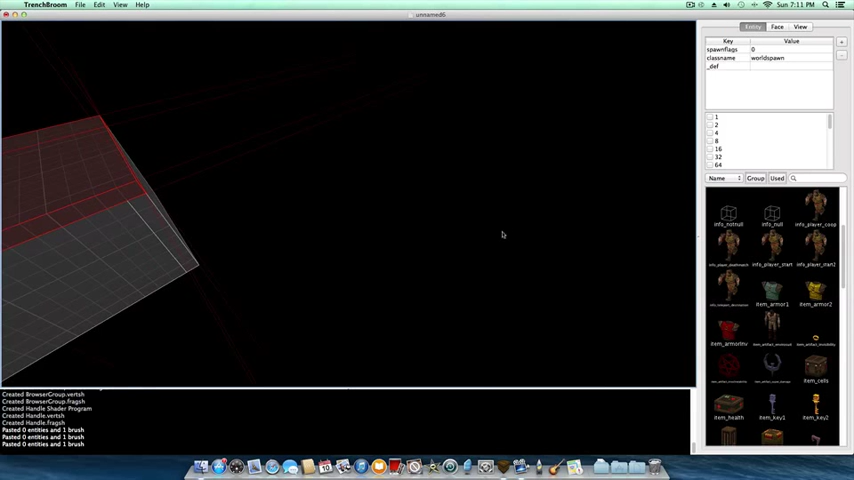 TrenchBroom File Edit View Help
Sun 7:11 PM
unnamed6
Entity Face View
Key Value
spawnflags 0
classname worldspawn
_def
1
2
4
8
16
32
64
Name Group Used
info_notnull info_null info_player_coop
info_player_deathmatch info_player_start info_player_start2
item_armor1 item_armor2
item_armorInv
item_cells
item_health item_key1 item_key2
Created BrowserGroup.vertsh
Created BrowserGroup.fragsh
Created Handle Shader Program
Created Handle.vertsh
Created Handle.fragsh
Pasted 0 entities and 1 brush
Pasted 0 entities and 1 brush
Pasted 0 entities and 1 brush